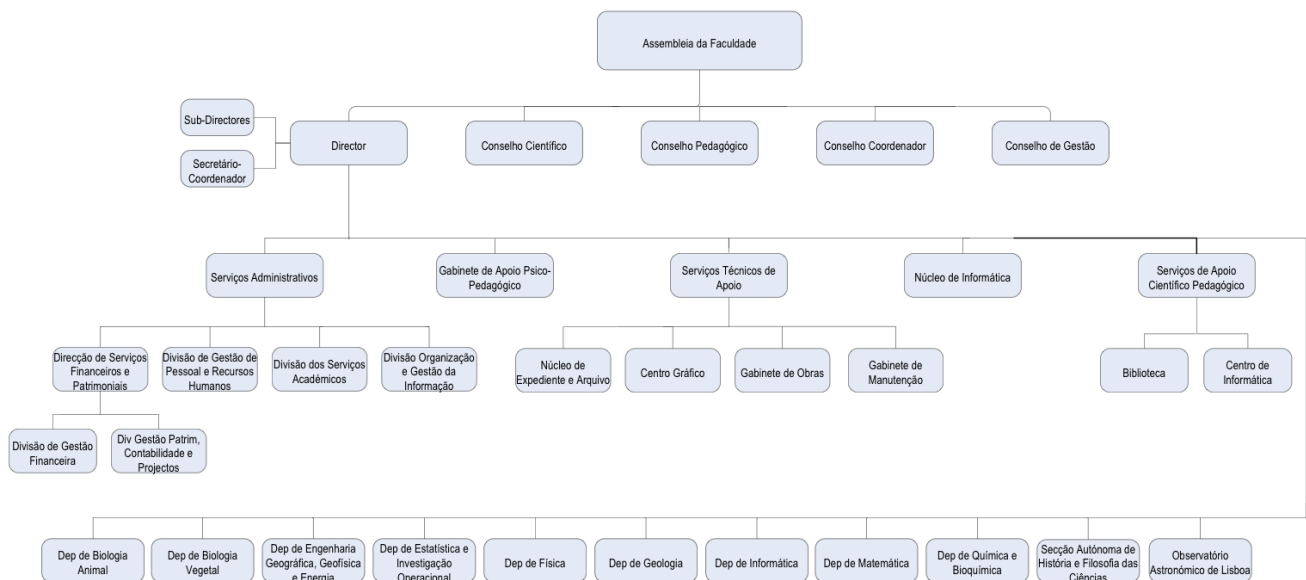 Assembleia da Faculdade
Sub-Directores
Secretário-
Coordenador
Director
Conselho Científico
Conselho Pedagógico
Conselho Coordenador
Conselho de Gestão
Serviços Administrativos
Gabinete de Apoio Psico-
Pedagógico
Serviços Técnicos de
Apoio
Núcleo de Informática
Serviços de Apoio
Científico Pedagógico
Direcção de Serviços
Financeiros e
Patrimoniais
Divisão de Gestão de
Pessoal e Recursos
Humanos
Divisão dos Serviços
Académicos
Divisão Organização
e Gestão da
Informação
Núcleo de
Expediente e Arquivo
Centro Gráfico
Gabinete de Obras
Gabinete de
Manutenção
Biblioteca
Centro de
Informática
Divisão de Gestão
Financeira
Div Gestão Patrim,
Contabilidade e
Projectos
Dep de Biologia
Animal
Dep de Biologia
Vegetal
Dep de Engenharia
Geográfica, Geofísica
e Energia
Dep de Estatística e
Investigação
Operacional
Dep de Física
Dep de Geologia
Dep de Informática
Dep de Matemática
Dep de Química e
Bioquímica
Secção Autónoma de
História e Filosofia das
Ciências
Observatório
Astronómico de Lisboa